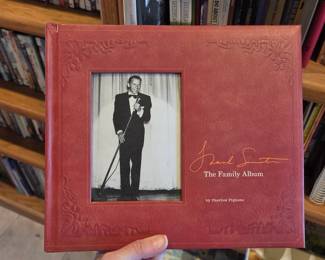 Frank Sinatra
The Family Album
by Charles Pignone